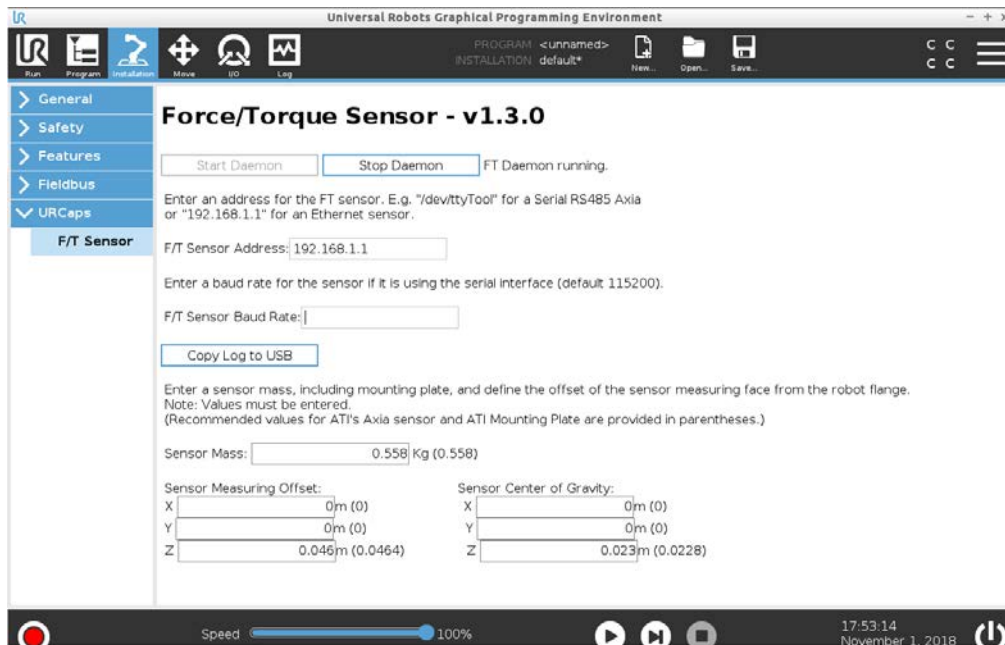 Universal Robots Graphical Programming Environment
UR
Run
Program
Installation
Move
I/O
Log
PROGRAM <unnamed>
INSTALLATION default*
New...
Open...
Save...
C C
C C
General
Safety
Features
Fieldbus
URCaps
F/T Sensor
Force/Torque Sensor - v1.3.0
Start Daemon Stop Daemon FT Daemon running.
Enter an address for the FT sensor. E.g. "/dev/ttyTool" for a Serial RS485 Axia
or "192.168.1.1" for an Ethernet sensor.
F/T Sensor Address: 192.168.1.1
Enter a baud rate for the sensor if it is using the serial interface (default 115200).
F/T Sensor Baud Rate:
Copy Log to USB
Enter a sensor mass, including mounting plate, and define the offset of the sensor measuring face from the robot flange.
Note: Values must be entered.
(Recommended values for ATI's Axia sensor and ATI Mounting Plate are provided in parentheses.)
Sensor Mass: 0.558 Kg (0.558)
Sensor Measuring Offset: Sensor Center of Gravity:
X 0 m (0) X 0 m (0)
Y 0 m (0) Y 0 m (0)
Z 0.046 m (0.0464) Z 0.023 m (0.0228)
Speed 100%
17:53:14
November 1, 2018